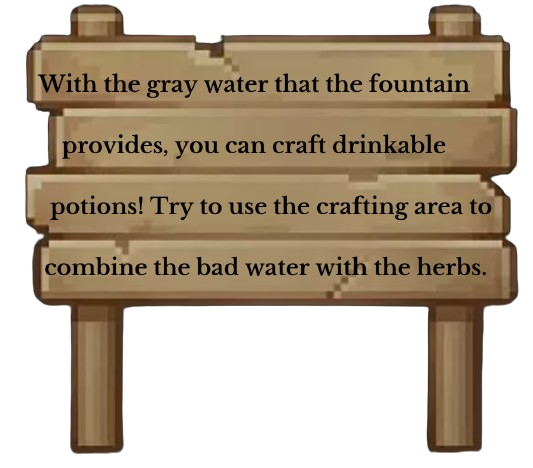 With the gray water that the fountain
provides, you can craft drinkable
potions! Try to use the crafting area to
combine the bad water with the herbs.